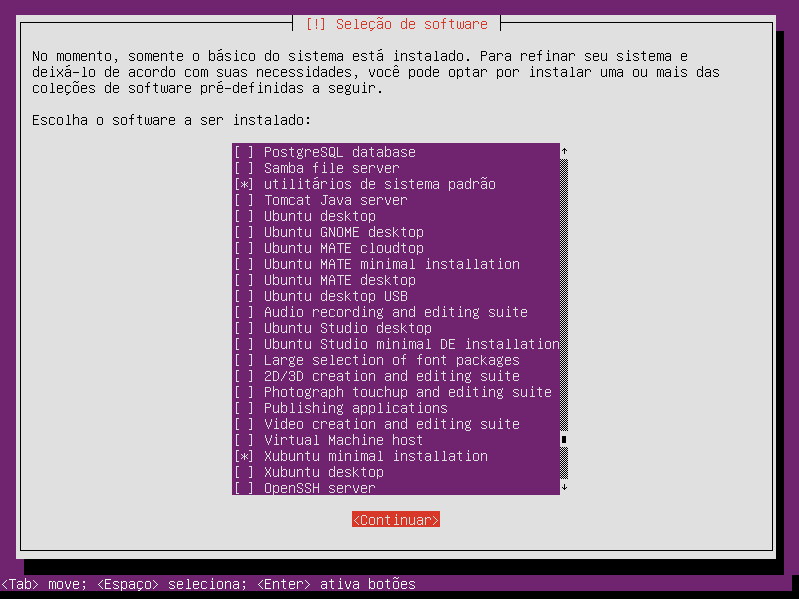 [!] Seleção de software
No momento, somente o básico do sistema está instalado. Para refinar seu sistema e
deixá-lo de acordo com suas necessidades, você pode optar por instalar uma ou mais das
coleções de software pré-definidas a seguir.
Escolha o software a ser instalado:
[ ] PostgreSQL database
[ ] Samba file server
[*] utilitários de sistema padrão
[ ] Tomcat Java server
[ ] Ubuntu desktop
[ ] Ubuntu GNOME desktop
[ ] Ubuntu MATE cloudtop
[ ] Ubuntu MATE minimal installation
[ ] Ubuntu MATE desktop
[ ] Ubuntu desktop USB
[ ] Audio recording and editing suite
[ ] Ubuntu Studio desktop
[ ] Ubuntu Studio minimal DE installation
[ ] Large selection of font packages
[ ] 2D/3D creation and editing suite
[ ] Photograph touchup and editing suite
[ ] Publishing applications
[ ] Video creation and editing suite
[ ] Virtual Machine host
[*] Xubuntu minimal installation
[ ] Xubuntu desktop
[ ] OpenSSH server
<Continuar>
<Tab> move; <Espaço> seleciona; <Enter> ativa botões